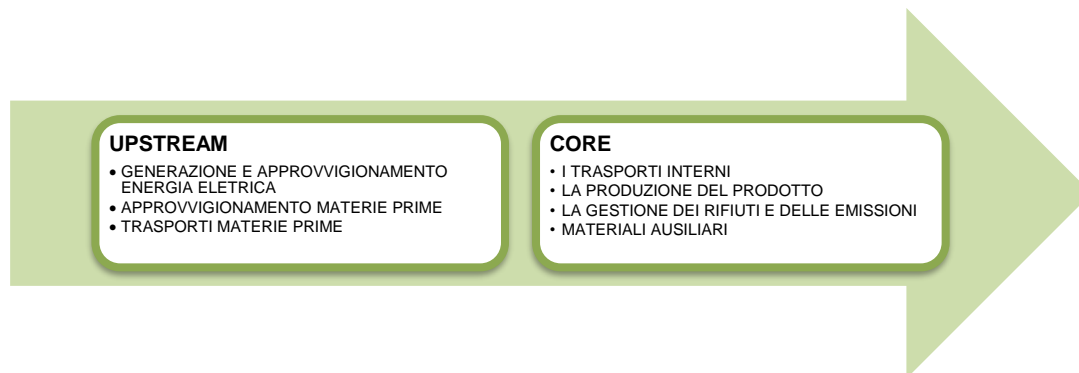 UPSTREAM
• GENERAZIONE E APPROVVIGIONAMENTO
ENERGIA ELETRICA
• APPROVVIGIONAMENTO MATERIE PRIME
• TRASPORTI MATERIE PRIME
CORE
• I TRASPORTI INTERNI
• LA PRODUZIONE DEL PRODOTTO
• LA GESTIONE DEI RIFIUTI E DELLE EMISSIONI
• MATERIALI AUSILIARI